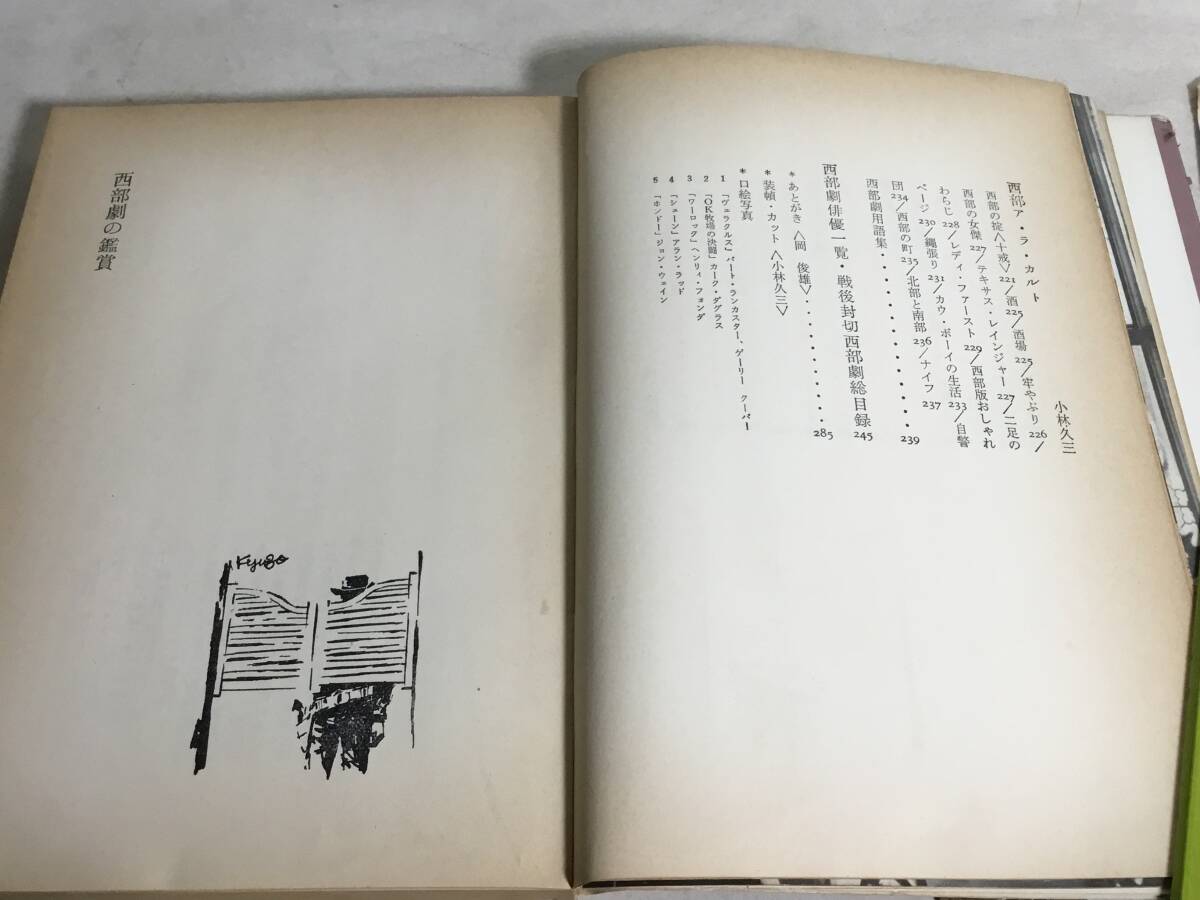 西部ア・ラ・カルト
小林久三
西部の掟〈十戒〉221/酒225/酒場225/牢やぶり226/
西部の女傑227/テキサス・レインジャー227/二足の
わらじ228/レディ・ファースト229/西部版おしゃれ
ページ230/縄張り231/カウ・ボーイの生活233/自警
団234/西部の町235/北部と南部236/ナイフ237
西部劇用語集・・・・・・・・・・・239
西部劇俳優一覧・戦後封切西部劇総目録245
*あとがき〈岡 俊雄〉・・・・・・・・・285
*装幀・カット〈小林久三〉
*口絵写真
1「ヴェラクルス」バート・ランカスター、ゲーリー クーパー
2「OK牧場の決闘」カーク・ダグラス
3「ワーロック」ヘンリィ・フォンダ
4「シェーン」アラン・ラッド
5「ホンドー」ジョン・ウェイン
西部劇の鑑賞
Kyuzo